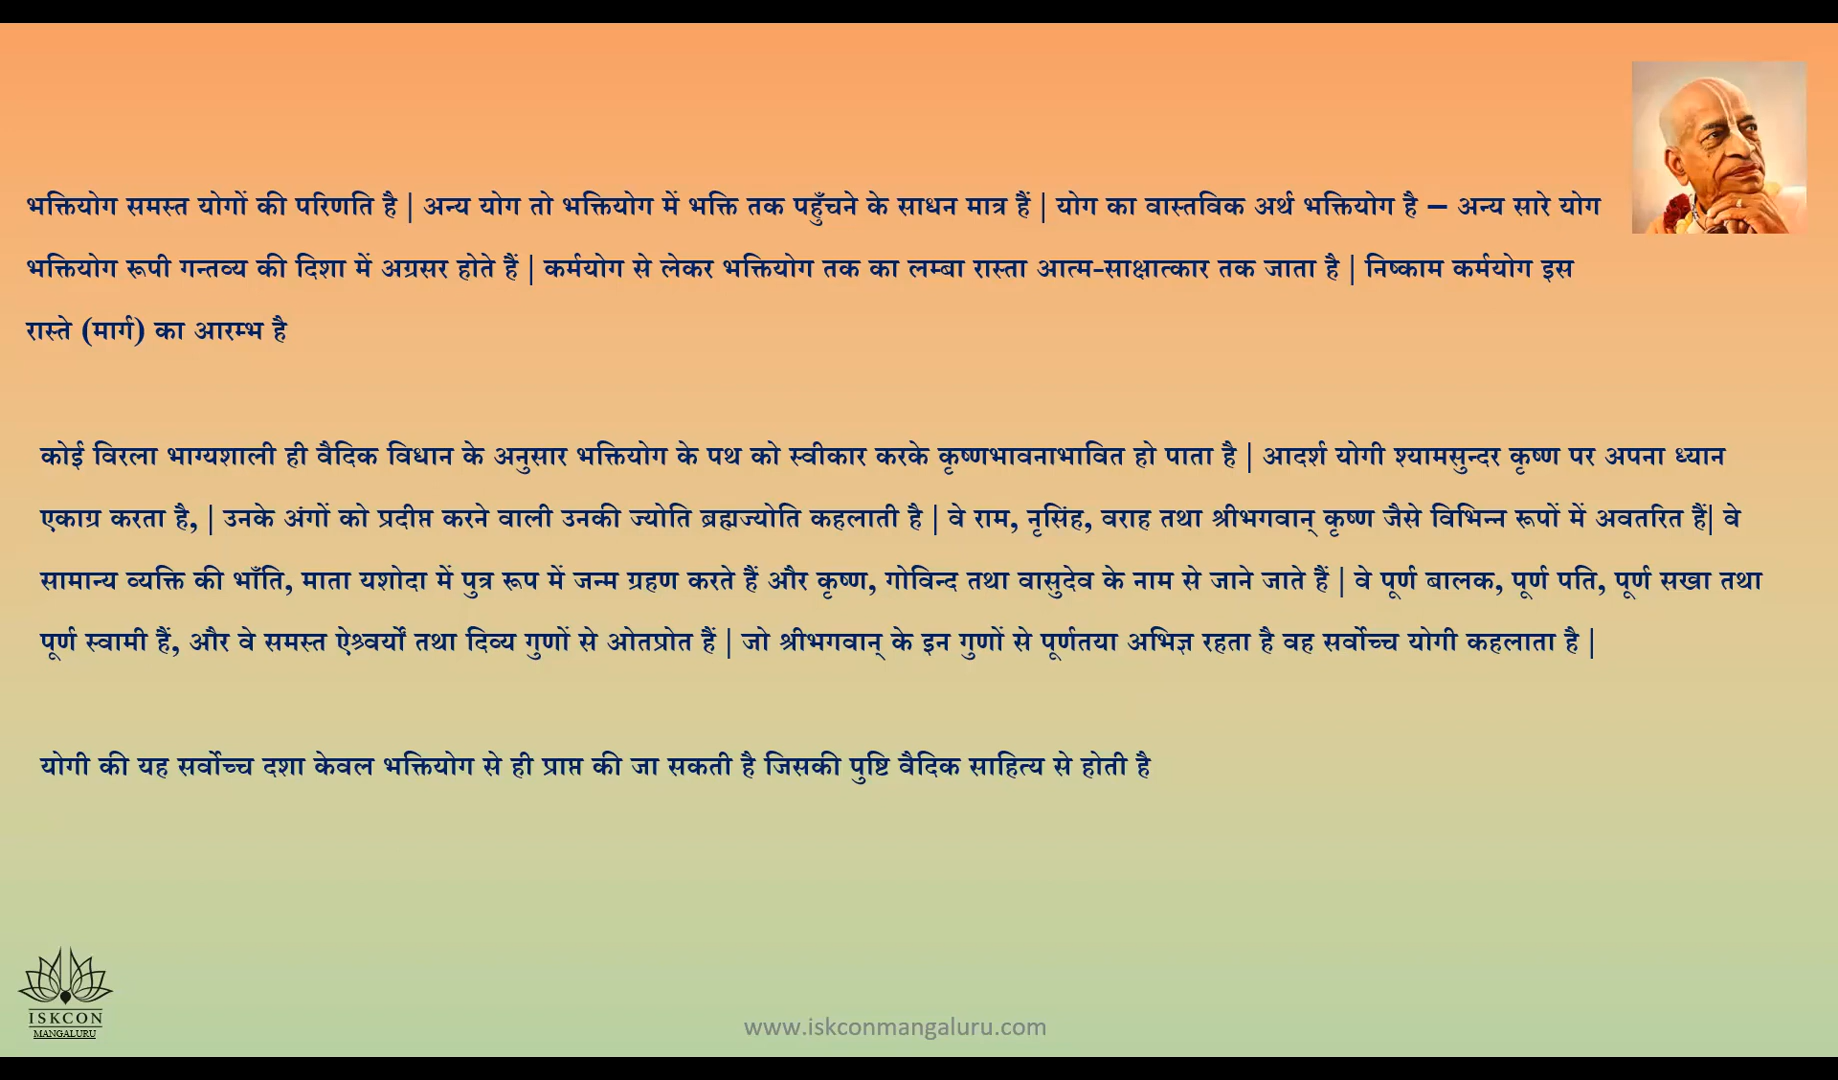 भक्तियोग समस्त योगों की परिणति है | अन्य योग तो भक्तियोग में भक्ति तक पहुँचने के साधन मात्र हैं | योग का वास्तविक अर्थ भक्तियोग है – अन्य सारे योग
भक्तियोग रूपी गन्तव्य की दिशा में अग्रसर होते हैं | कर्मयोग से लेकर भक्तियोग तक का लम्बा रास्ता आत्म-साक्षात्कार तक जाता है | निष्काम कर्मयोग इस
रास्ते (मार्ग) का आरम्भ है
कोई विरला भाग्यशाली ही वैदिक विधान के अनुसार भक्तियोग के पथ को स्वीकार करके कृष्णभावनाभावित हो पाता है | आदर्श योगी श्यामसुन्दर कृष्ण पर अपना ध्यान
एकाग्र करता है, | उनके अंगों को प्रदीप्त करने वाली उनकी ज्योति ब्रह्मज्योति कहलाती है | वे राम, नृसिंह, वराह तथा श्रीभगवान् कृष्ण जैसे विभिन्न रूपों में अवतरित हैं| वे
सामान्य व्यक्ति की भाँति, माता यशोदा में पुत्र रूप में जन्म ग्रहण करते हैं और कृष्ण, गोविन्द तथा वासुदेव के नाम से जाने जाते हैं | वे पूर्ण बालक, पूर्ण पति, पूर्ण सखा तथा
पूर्ण स्वामी हैं, और वे समस्त ऐश्र्वर्यों तथा दिव्य गुणों से ओतप्रोत हैं | जो श्रीभगवान् के इन गुणों से पूर्णतया अभिज्ञ रहता है वह सर्वोच्च योगी कहलाता है |
योगी की यह सर्वोच्च दशा केवल भक्तियोग से ही प्राप्त की जा सकती है जिसकी पुष्टि वैदिक साहित्य से होती है
ISKCON
MANGALURU
www.iskconmangaluru.com